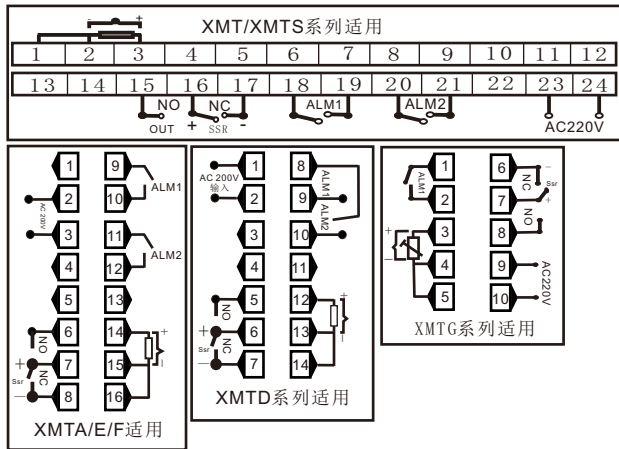 XMT/XMTS系列适用
- +
1 2 3 4 5 6 7 8 9 10 11 12
13 14 15 16 17 18 19 20 21 22 23 24
NO NC ALM1 ALM2
OUT + SSR - AC220V
1 9
2 10 ALM1
AC 200V
3 11
4 12 ALM2
5 13
6 14 +
NO
7 15 -
+ NC
Ssr
8 16
-
XMTA/E/F适用
1 8
AC 200V
输入
2 9 ALM1
ALM2
3 10
4 11
5 12 +
NO
6 13 -
+ NC
Ssr
7 14
-
XMTD系列适用
1 6 -
ALM1 NC Ssr
2 7 +
3 8 NO
+
-
4 9
AC220V
5 10
XMTG系列适用